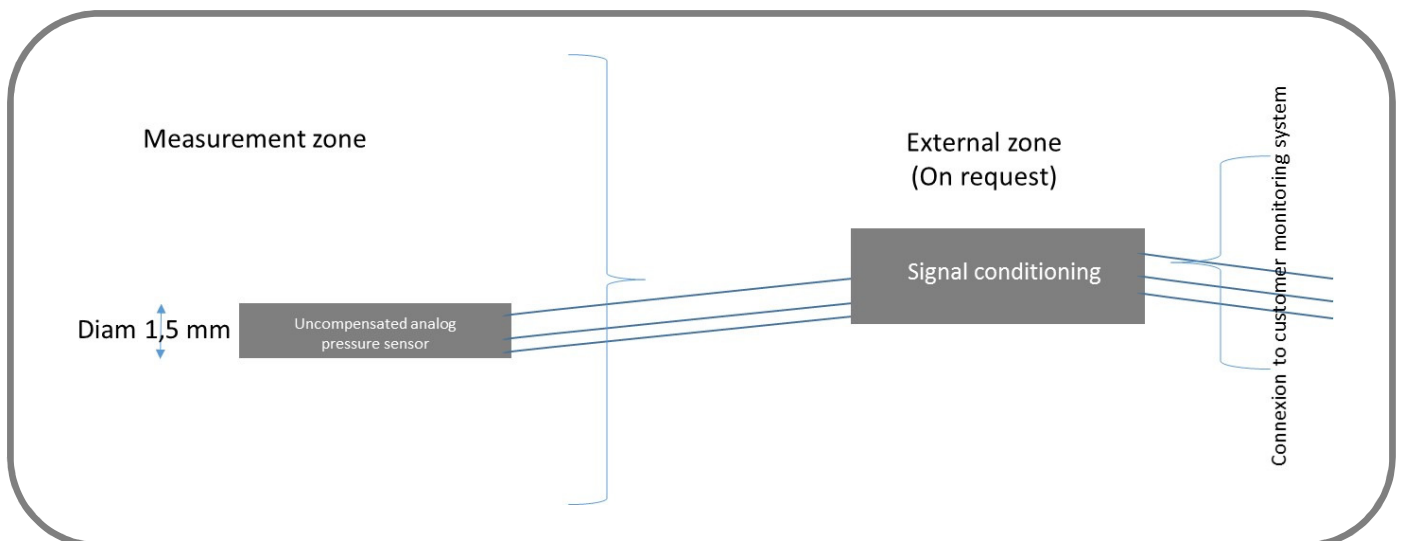 Measurement zone
External zone
(On request)
Signal conditioning
Diam 1,5 mm
Uncompensated analog
pressure sensor
Connexion to customer monitoring system